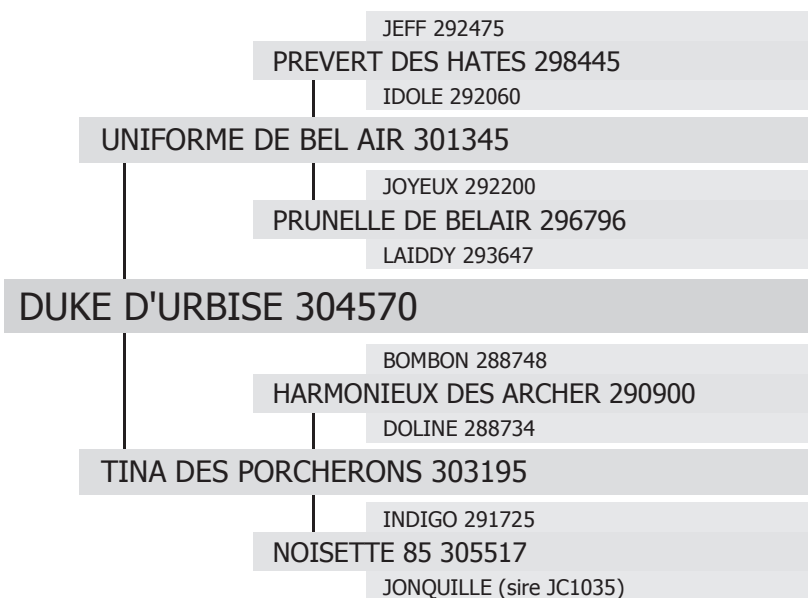 JEFF 292475
PREVERT DES HATES 298445
IDOLE 292060
UNIFORME DE BEL AIR 301345
JOYEUX 292200
PRUNELLE DE BELAIR 296796
LAIDDY 293647
DUKE D'URBISE 304570
BOMBON 288748
HARMONIEUX DES ARCHER 290900
DOLINE 288734
TINA DES PORCHERONS 303195
INDIGO 291725
NOISETTE 85 305517
JONQUILLE (sire JC1035)